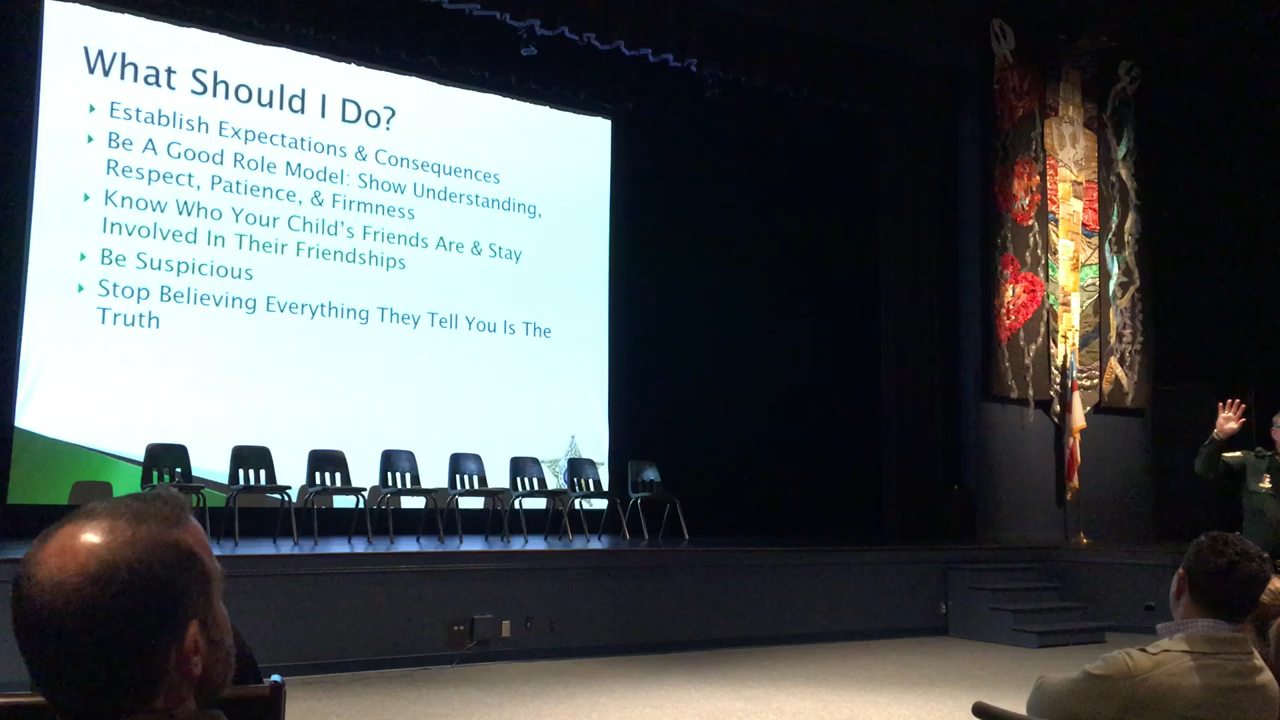 What Should I Do?
Establish Expectations & Consequences
Be A Good Role Model: Show Understanding,
Respect, Patience, & Firmness
Know Who Your Child's Friends Are & Stay
Involved In Their Friendships
Be Suspicious
Stop Believing Everything They Tell You Is The
Truth